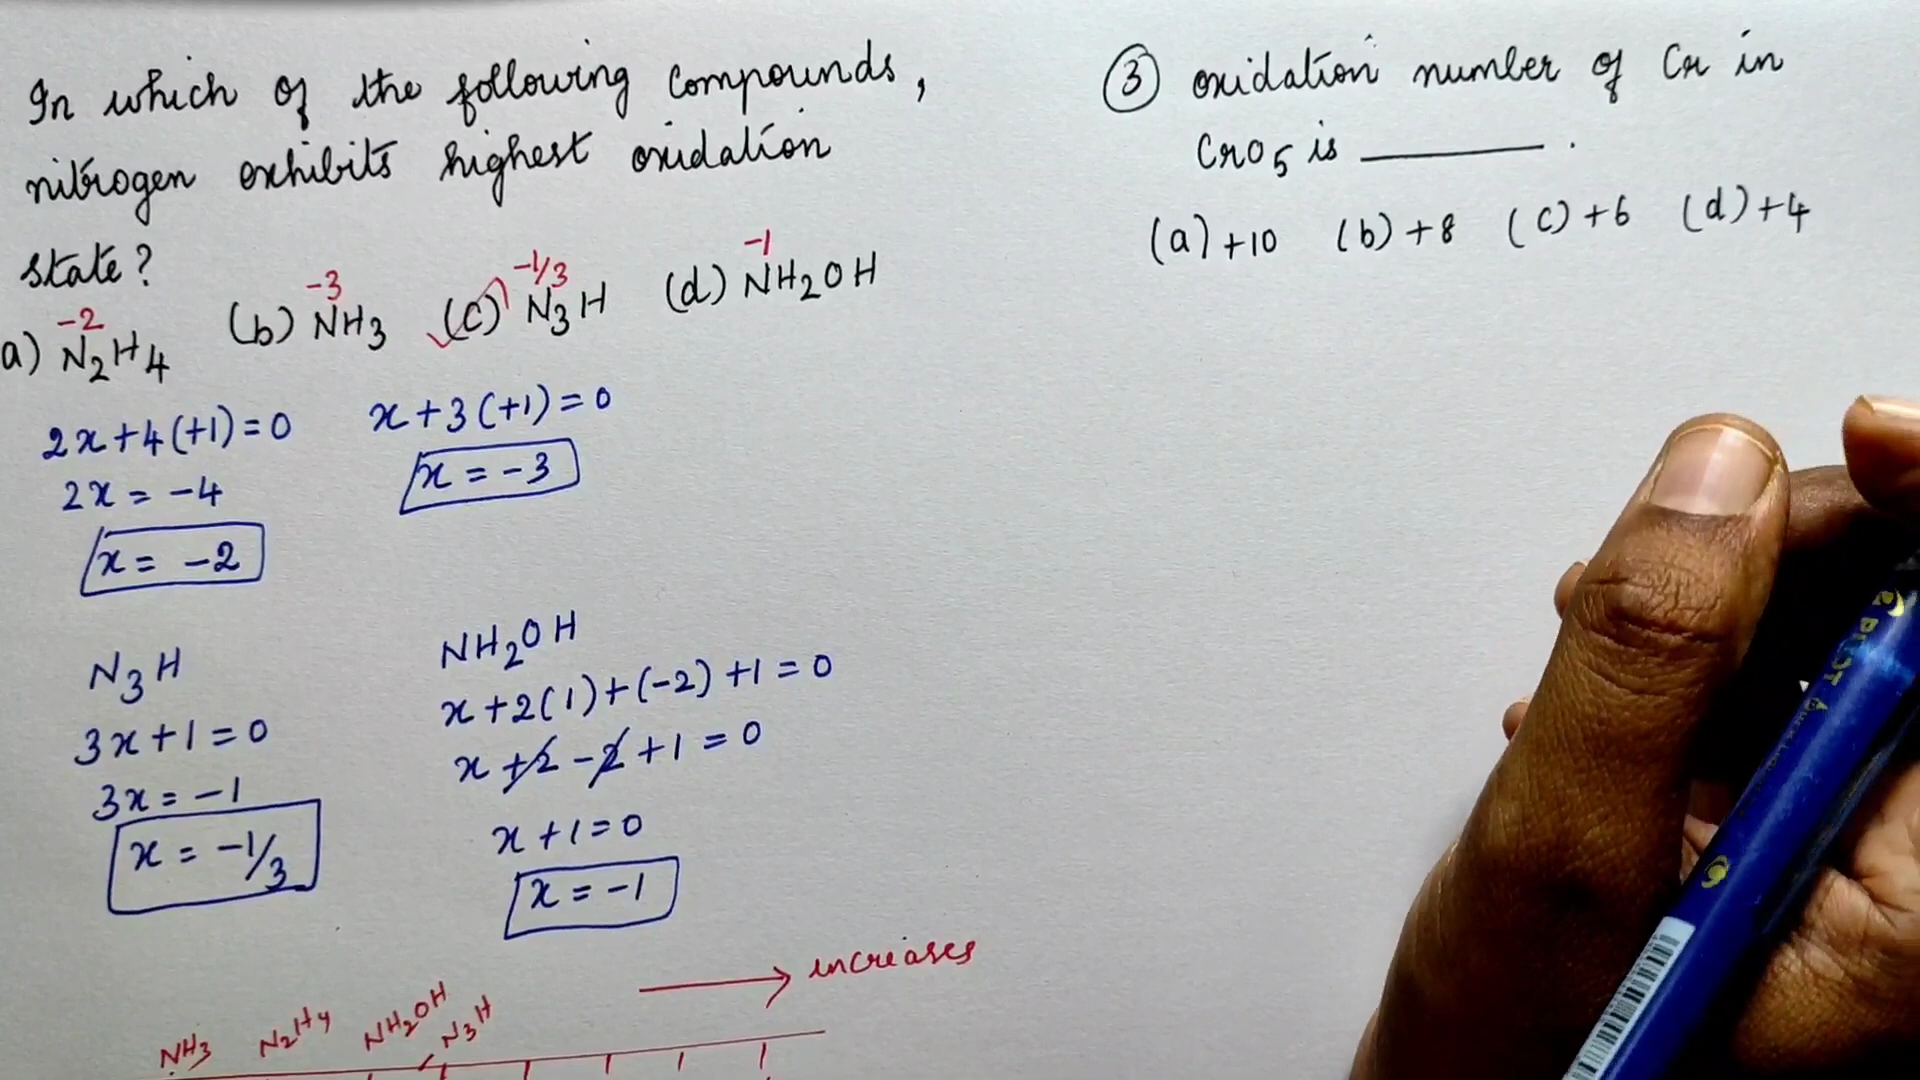 In which of the following compounds,
nitrogen exhibits highest oxidation
state?
-2 -3 -1/3 -1
a) N2H4 (b) NH3 (c) N3H (d) NH2OH
2x+4(+1)=0
2x = -4
x = -2
x+3(+1)=0
x = -3
N3H
3x+1=0
3x=-1
x = -1/3
NH2OH
x+2(1)+(-2)+1=0
x+2-2+1=0
x+1=0
x=-1
increases
NH3 N2H4 NH2OH N3H
③ oxidation number of Cr in
CrO5 is ______.
(a)+10 (b)+8 (c)+6 (d)+4
PILOT